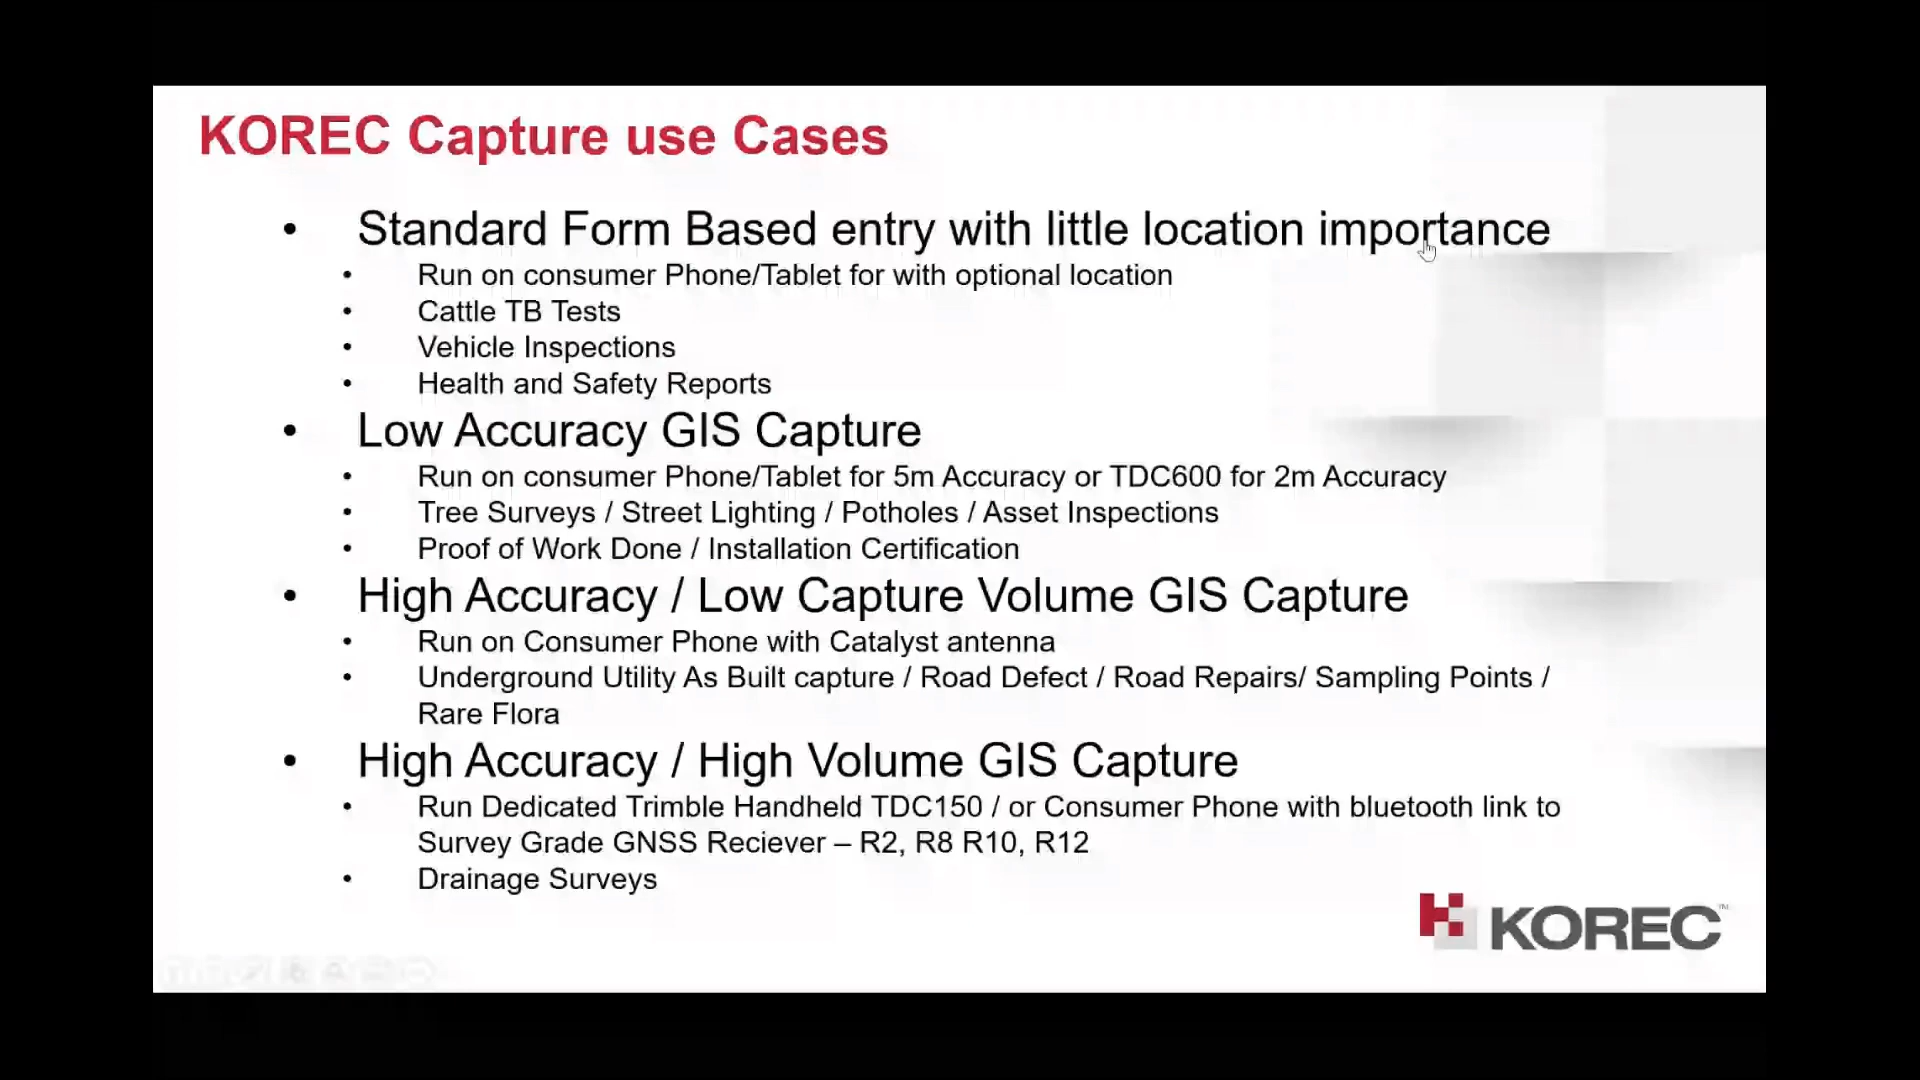 KOREC Capture use Cases
• Standard Form Based entry with little location importance
• Run on consumer Phone/Tablet for with optional location
• Cattle TB Tests
• Vehicle Inspections
• Health and Safety Reports
• Low Accuracy GIS Capture
• Run on consumer Phone/Tablet for 5m Accuracy or TDC600 for 2m Accuracy
• Tree Surveys / Street Lighting / Potholes / Asset Inspections
• Proof of Work Done / Installation Certification
• High Accuracy / Low Capture Volume GIS Capture
• Run on Consumer Phone with Catalyst antenna
• Underground Utility As Built capture / Road Defect / Road Repairs/ Sampling Points /
Rare Flora
• High Accuracy / High Volume GIS Capture
• Run Dedicated Trimble Handheld TDC150 / or Consumer Phone with bluetooth link to
Survey Grade GNSS Reciever – R2, R8 R10, R12
• Drainage Surveys
KOREC™